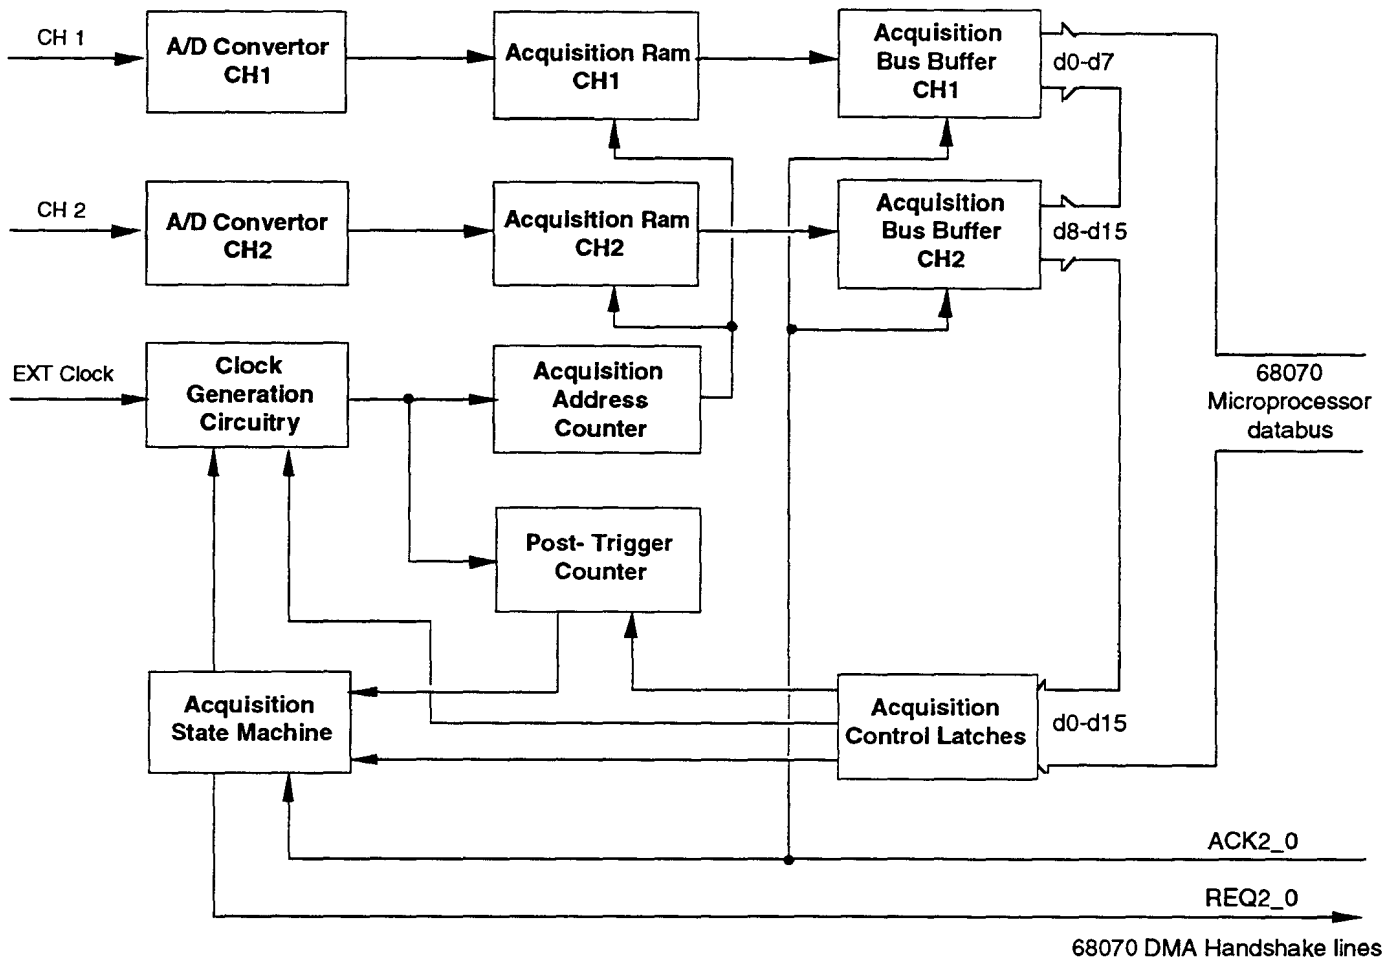 CH 1
A/D Convertor
CH1
Acquisition Ram
CH1
Acquisition
Bus Buffer
CH1
d0-d7
CH 2
A/D Convertor
CH2
Acquisition Ram
CH2
Acquisition
Bus Buffer
CH2
d8-d15
EXT Clock
Clock
Generation
Circuitry
Acquisition
Address
Counter
68070
Microprocessor
databus
Post- Trigger
Counter
Acquisition
State Machine
Acquisition
Control Latches
d0-d15
ACK2_0
REQ2_0
68070 DMA Handshake lines